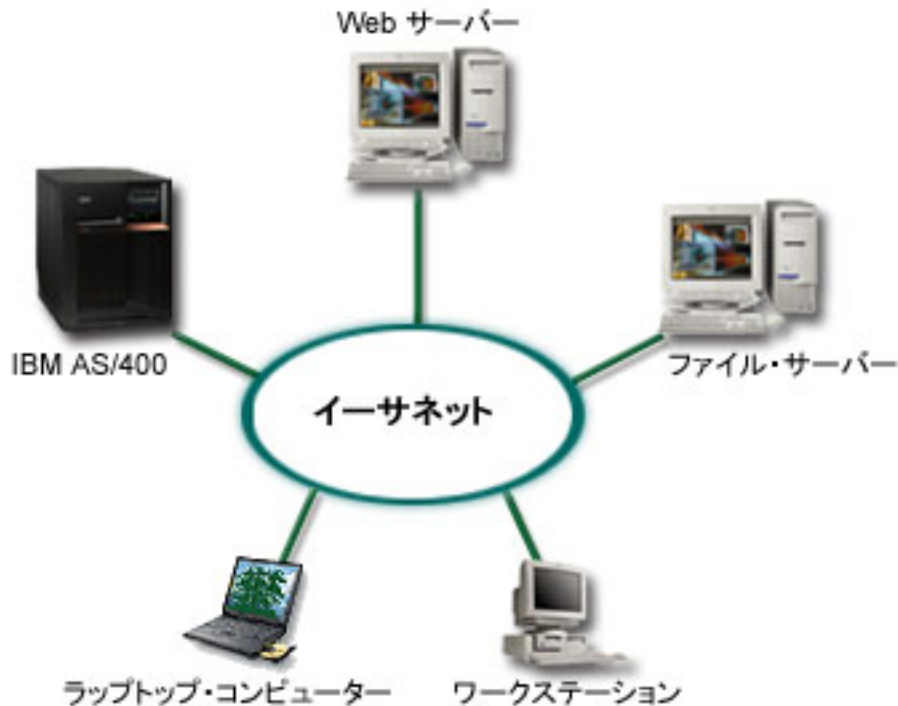 Web サーバー
IBM AS/400
ファイル・サーバー
イーサネット
ラップトップ・コンピューター
ワークステーション